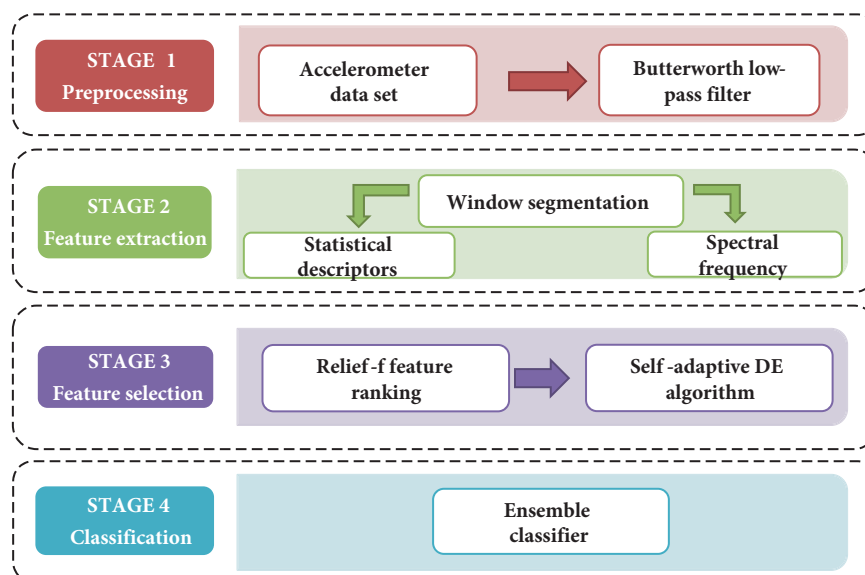 STAGE 1
Preprocessing
Accelerometer
data set
Butterworth low-
pass filter
STAGE 2
Feature extraction
Window segmentation
Statistical
descriptors
Spectral
frequency
STAGE 3
Feature selection
Relief-f feature
ranking
Self-adaptive DE
algorithm
STAGE 4
Classification
Ensemble
classifier